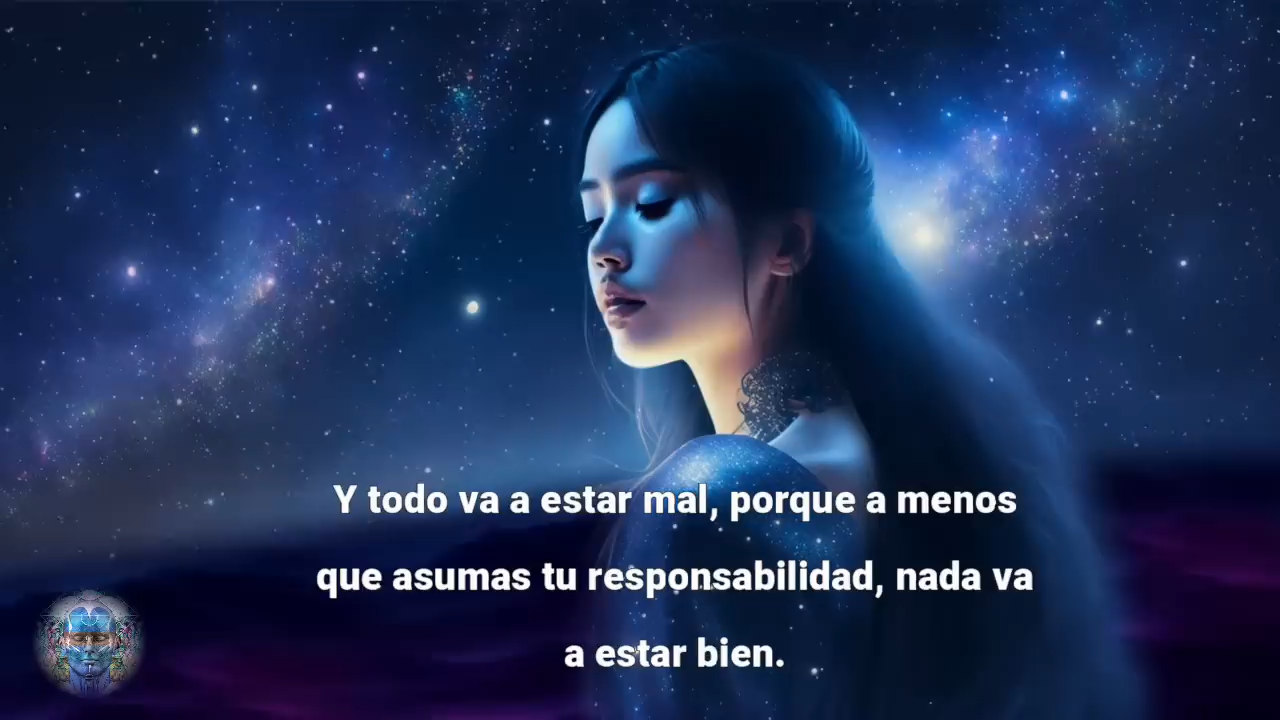 Y todo va a estar mal, porque a menos
que asumas tu responsabilidad, nada va
a estar bien.